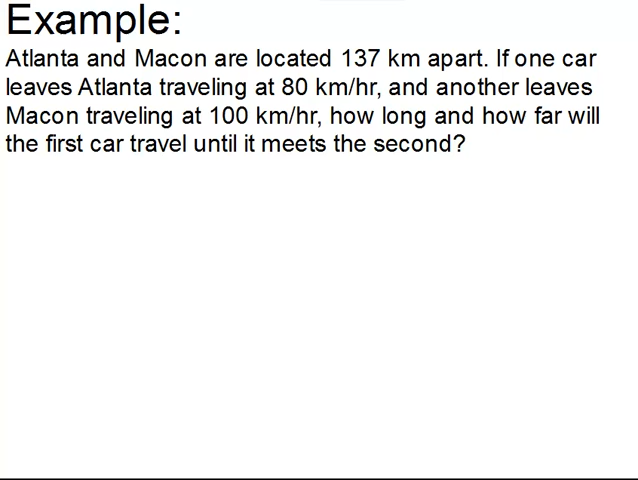 Example:
Atlanta and Macon are located 137 km apart. If one car
leaves Atlanta traveling at 80 km/hr, and another leaves
Macon traveling at 100 km/hr, how long and how far will
the first car travel until it meets the second?